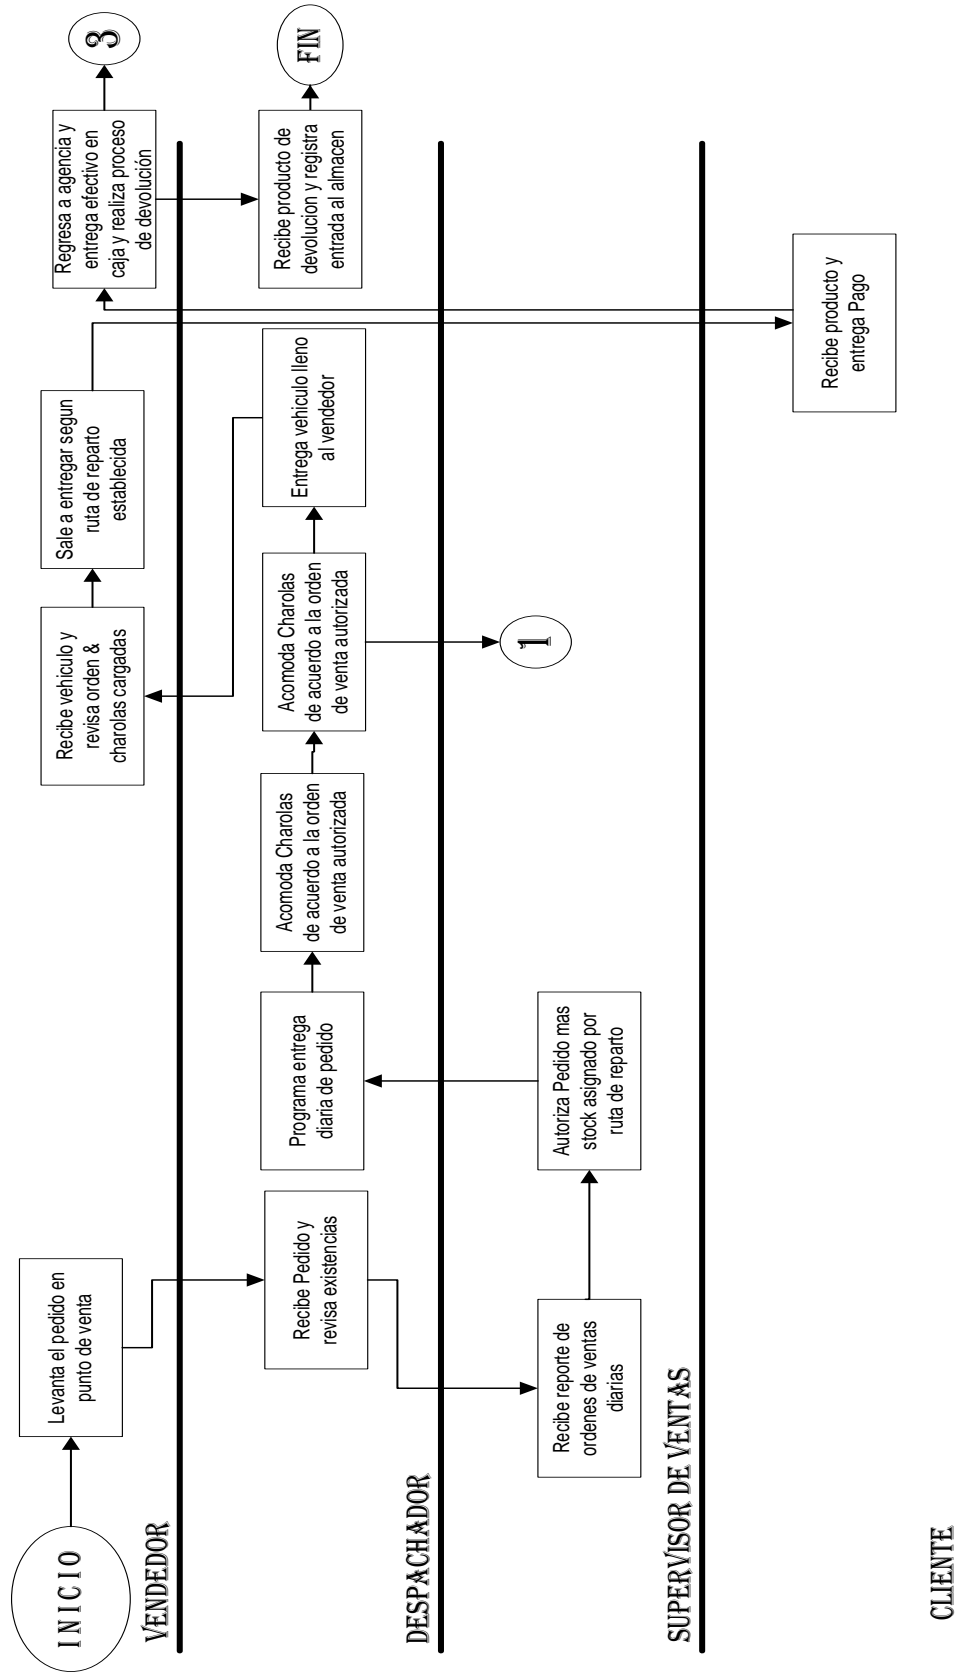 INICIO
Levanta el pedido en
punto de venta
Recibe vehiculo y
revisa orden &
charolas cargadas
Sale a entregar segun
ruta de reparto
establecida
Regresa a agencia y
entrega efectivo en
caja y realiza proceso
de devolución
3
VENDEDOR
Recibe Pedido y
revisa existencias
Programa entrega
diaria de pedido
Acomoda Charolas
de acuerdo a la orden
de venta autorizada
Acomoda Charolas
de acuerdo a la orden
de venta autorizada
Entrega vehiculo lleno
al vendedor
Recibe producto de
devolucion y registra
entrada al almacen
FIN
DESPACHADOR
Recibe reporte de
ordenes de ventas
diarias
Autoriza Pedido mas
stock asignado por
ruta de reparto
1
SUPERVISOR DE VENTAS
Recibe producto y
entrega Pago
CLIENTE